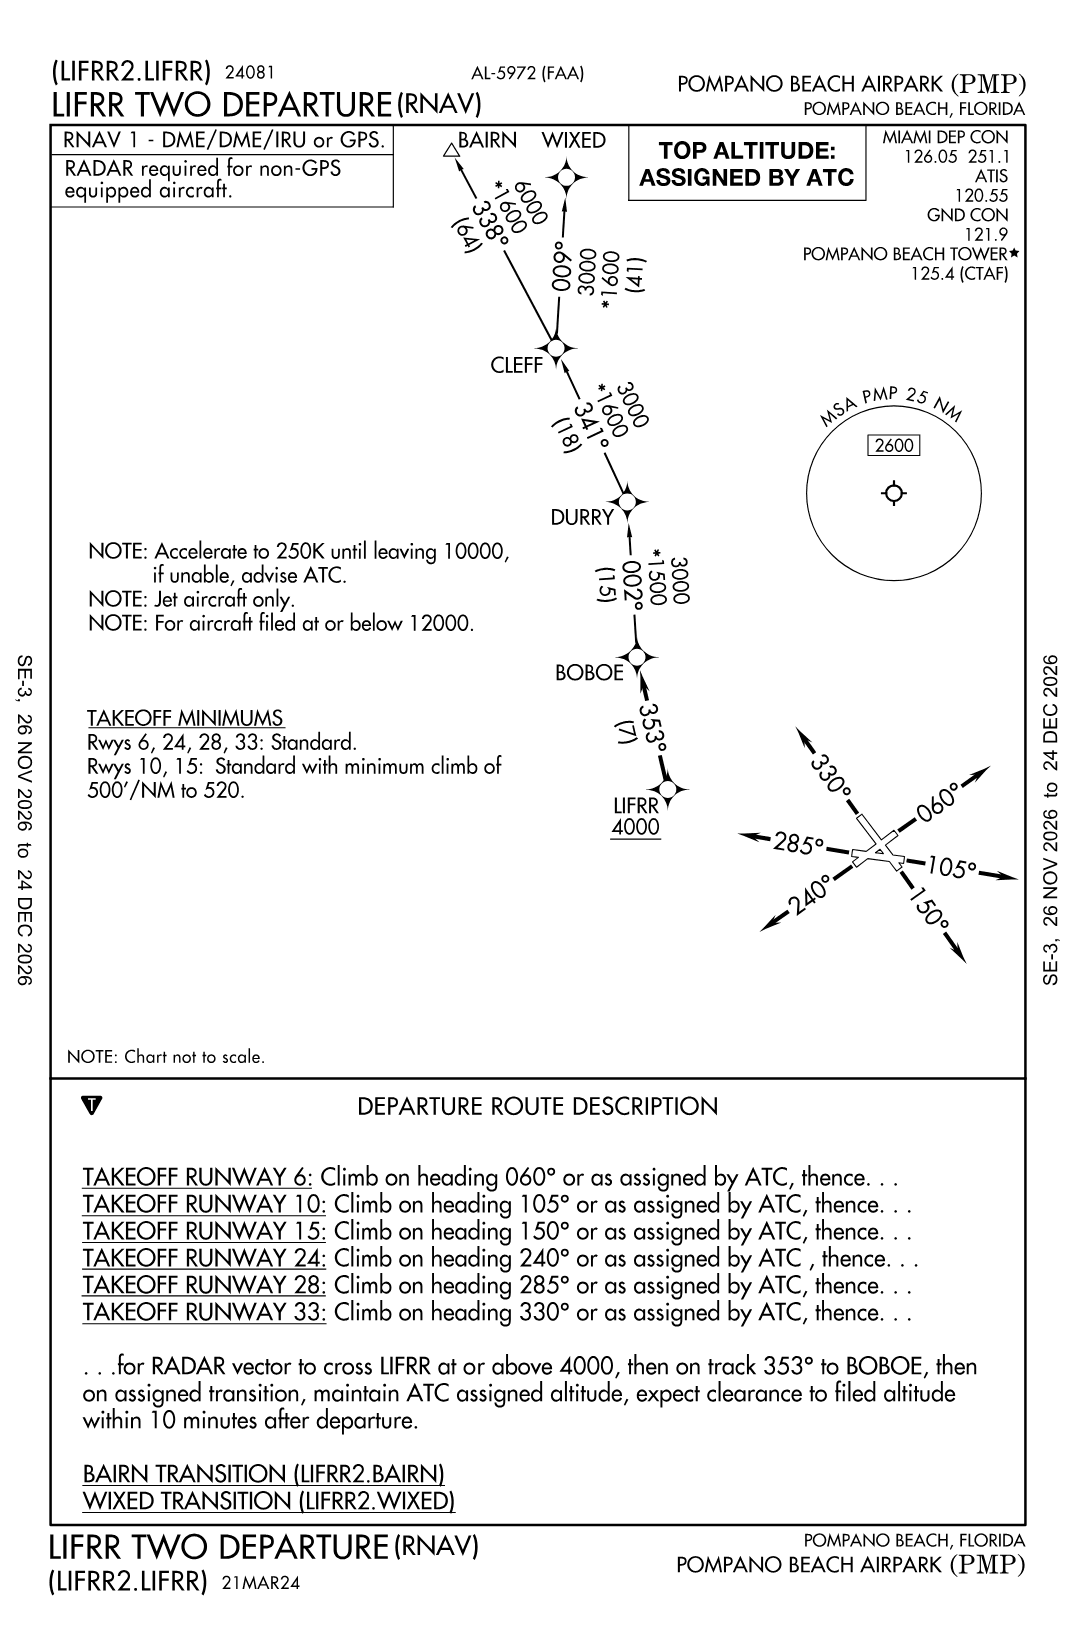 (LIFRR2.LIFRR) 24081
AL-5972 (FAA)
POMPANO BEACH AIRPARK (PMP)
LIFRR TWO DEPARTURE (RNAV)
POMPANO BEACH, FLORIDA
RNAV 1 - DME/DME/IRU or GPS.
RADAR required for non-GPS
equipped aircraft.
BAIRN
WIXED
TOP ALTITUDE:
ASSIGNED BY ATC
MIAMI DEP CON
126.05 251.1
ATIS
120.55
GND CON
121.9
POMPANO BEACH TOWER★
125.4 (CTAF)
6000
*1600
338°
(64)
009°
3000
*1600
(41)
CLEFF
3000
*1600
341°
(18)
MSA PMP 25 NM
2600
DURRY
3000
*1500
002°
(15)
NOTE: Accelerate to 250K until leaving 10000,
if unable, advise ATC.
NOTE: Jet aircraft only.
NOTE: For aircraft filed at or below 12000.
BOBOE
353°
(7)
LIFRR
4000
TAKEOFF MINIMUMS
Rwys 6, 24, 28, 33: Standard.
Rwys 10, 15: Standard with minimum climb of
500'/NM to 520.
330°
060°
285°
105°
240°
150°
SE-3, 26 NOV 2026 to 24 DEC 2026
SE-3, 26 NOV 2026 to 24 DEC 2026
NOTE: Chart not to scale.
T
DEPARTURE ROUTE DESCRIPTION
TAKEOFF RUNWAY 6: Climb on heading 060° or as assigned by ATC, thence. . .
TAKEOFF RUNWAY 10: Climb on heading 105° or as assigned by ATC, thence. . .
TAKEOFF RUNWAY 15: Climb on heading 150° or as assigned by ATC, thence. . .
TAKEOFF RUNWAY 24: Climb on heading 240° or as assigned by ATC , thence. . .
TAKEOFF RUNWAY 28: Climb on heading 285° or as assigned by ATC, thence. . .
TAKEOFF RUNWAY 33: Climb on heading 330° or as assigned by ATC, thence. . .
. . .for RADAR vector to cross LIFRR at or above 4000, then on track 353° to BOBOE, then
on assigned transition, maintain ATC assigned altitude, expect clearance to filed altitude
within 10 minutes after departure.
BAIRN TRANSITION (LIFRR2.BAIRN)
WIXED TRANSITION (LIFRR2.WIXED)
LIFRR TWO DEPARTURE (RNAV)
POMPANO BEACH, FLORIDA
(LIFRR2.LIFRR) 21MAR24
POMPANO BEACH AIRPARK (PMP)